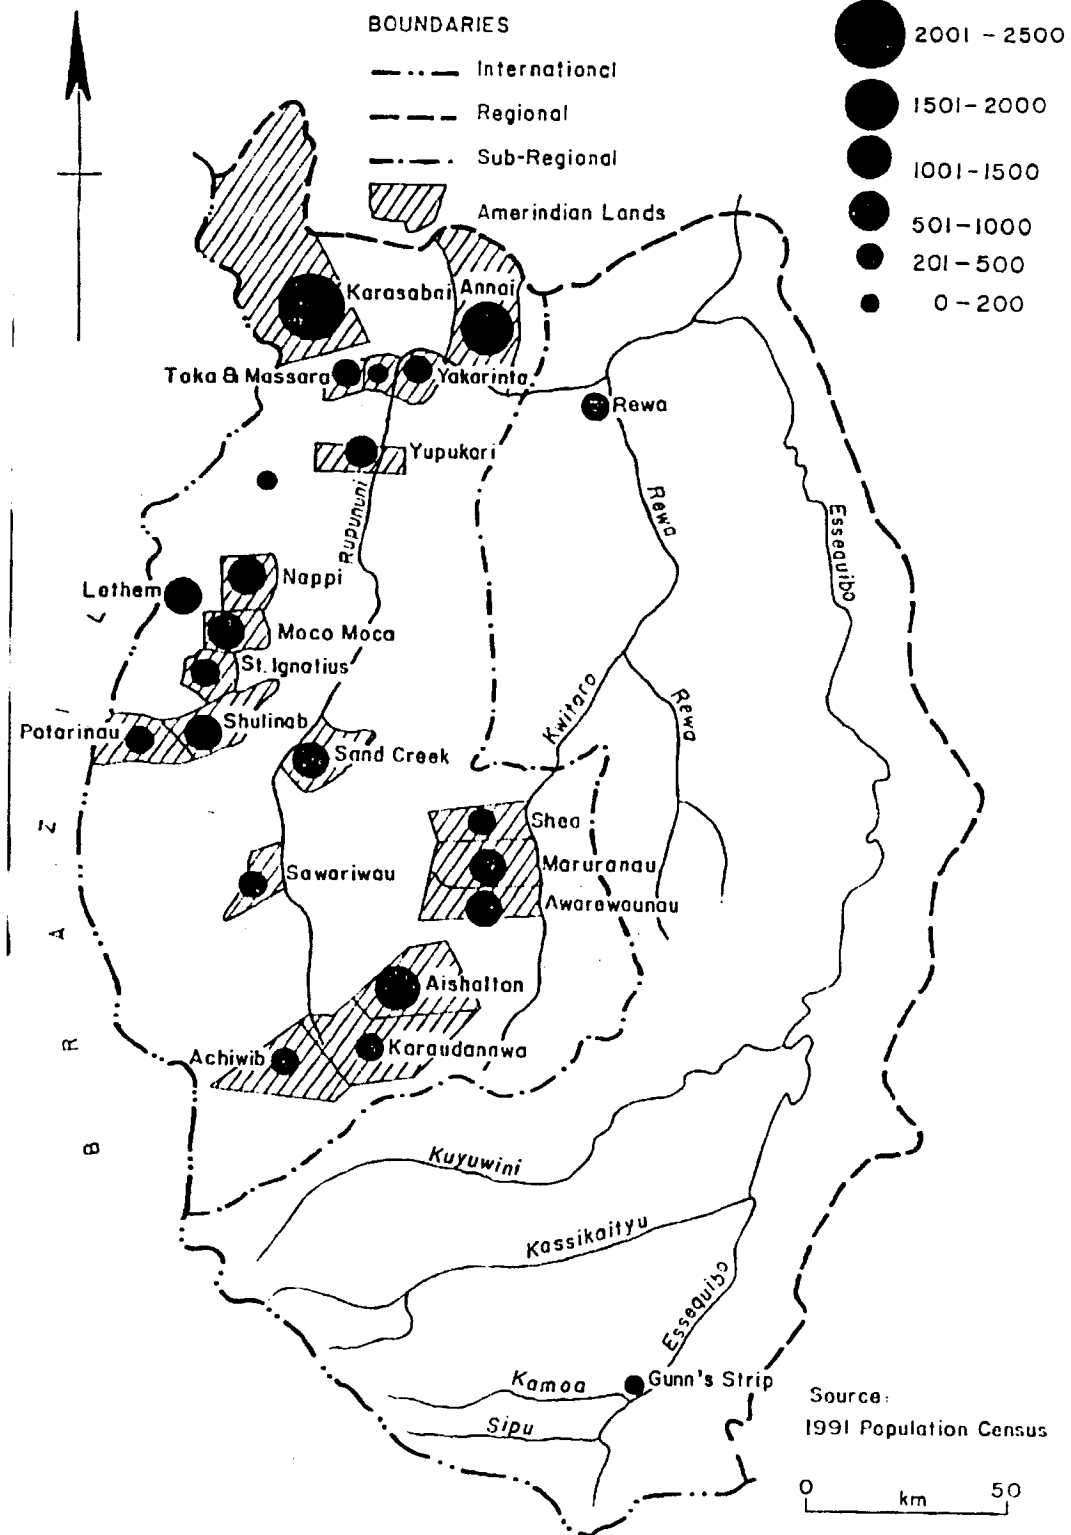 BOUNDARIES
International
Regional
Sub-Regional
Amerindian Lands
2001 - 2500
1501 - 2000
1001 - 1500
501 - 1000
201 - 500
0 - 200
Karasabai
Annai
Toka & Massara
Yakarinta
Rewa
Yupukari
Rupununi
Rewa
Essequibo
Nappi
Lethem
Moco Moca
St. Ignatius
Shulinab
Potarinau
Sand Creek
Kwitaro
Rewa
Shea
Maruranau
Awarewaunau
Sawariwau
Aishalton
Karaudanawa
Achiwib
BRAZIL
Kuyuwini
Kassikaityu
Essequibo
Gunn's Strip
Kamoa
Sipu
Source:
1991 Population Census
0 50
km